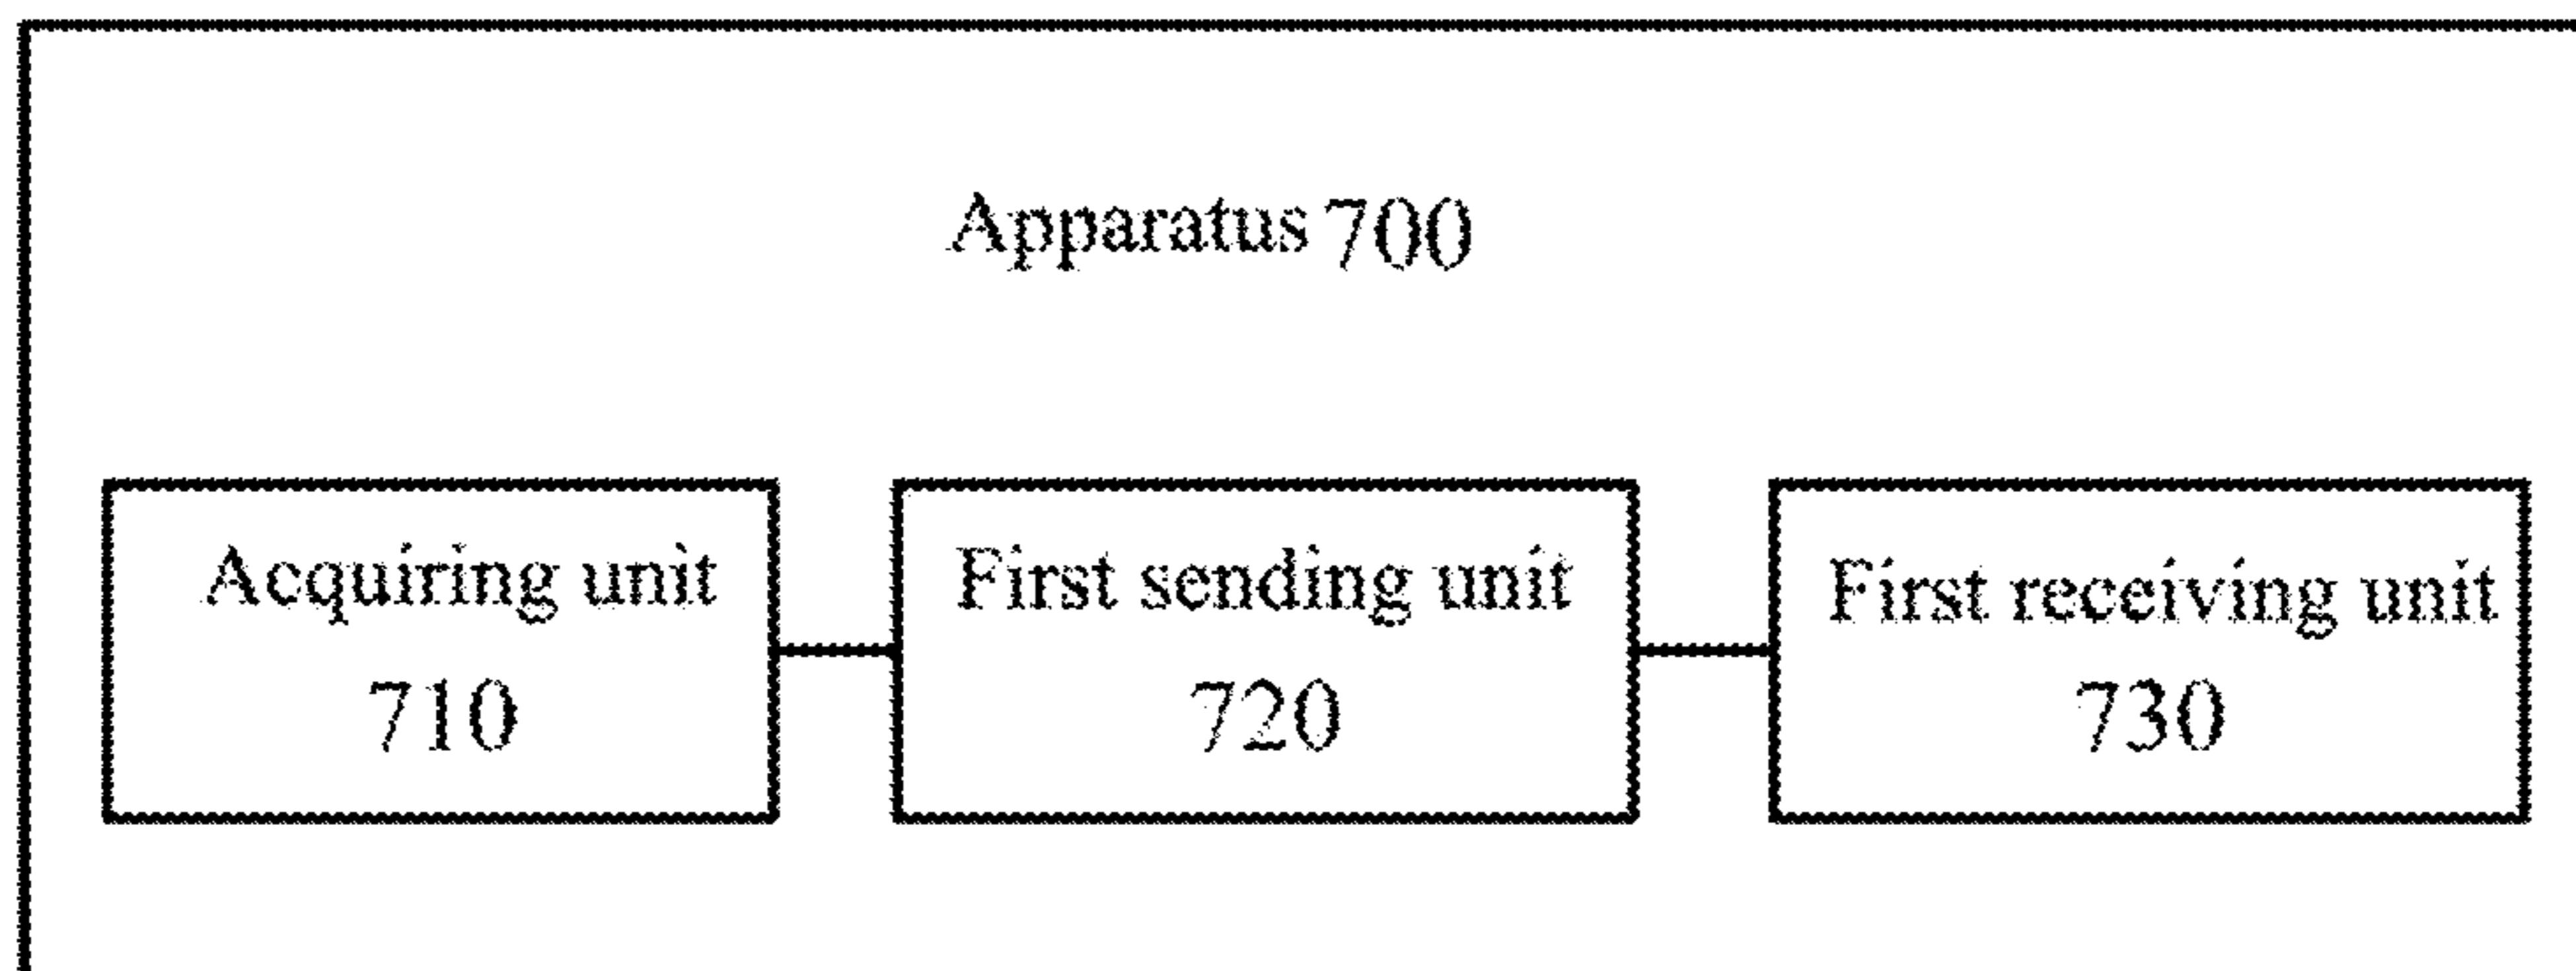 Apparatus 700
Acquiring unit
710
First sending unit
720
First receiving unit
730